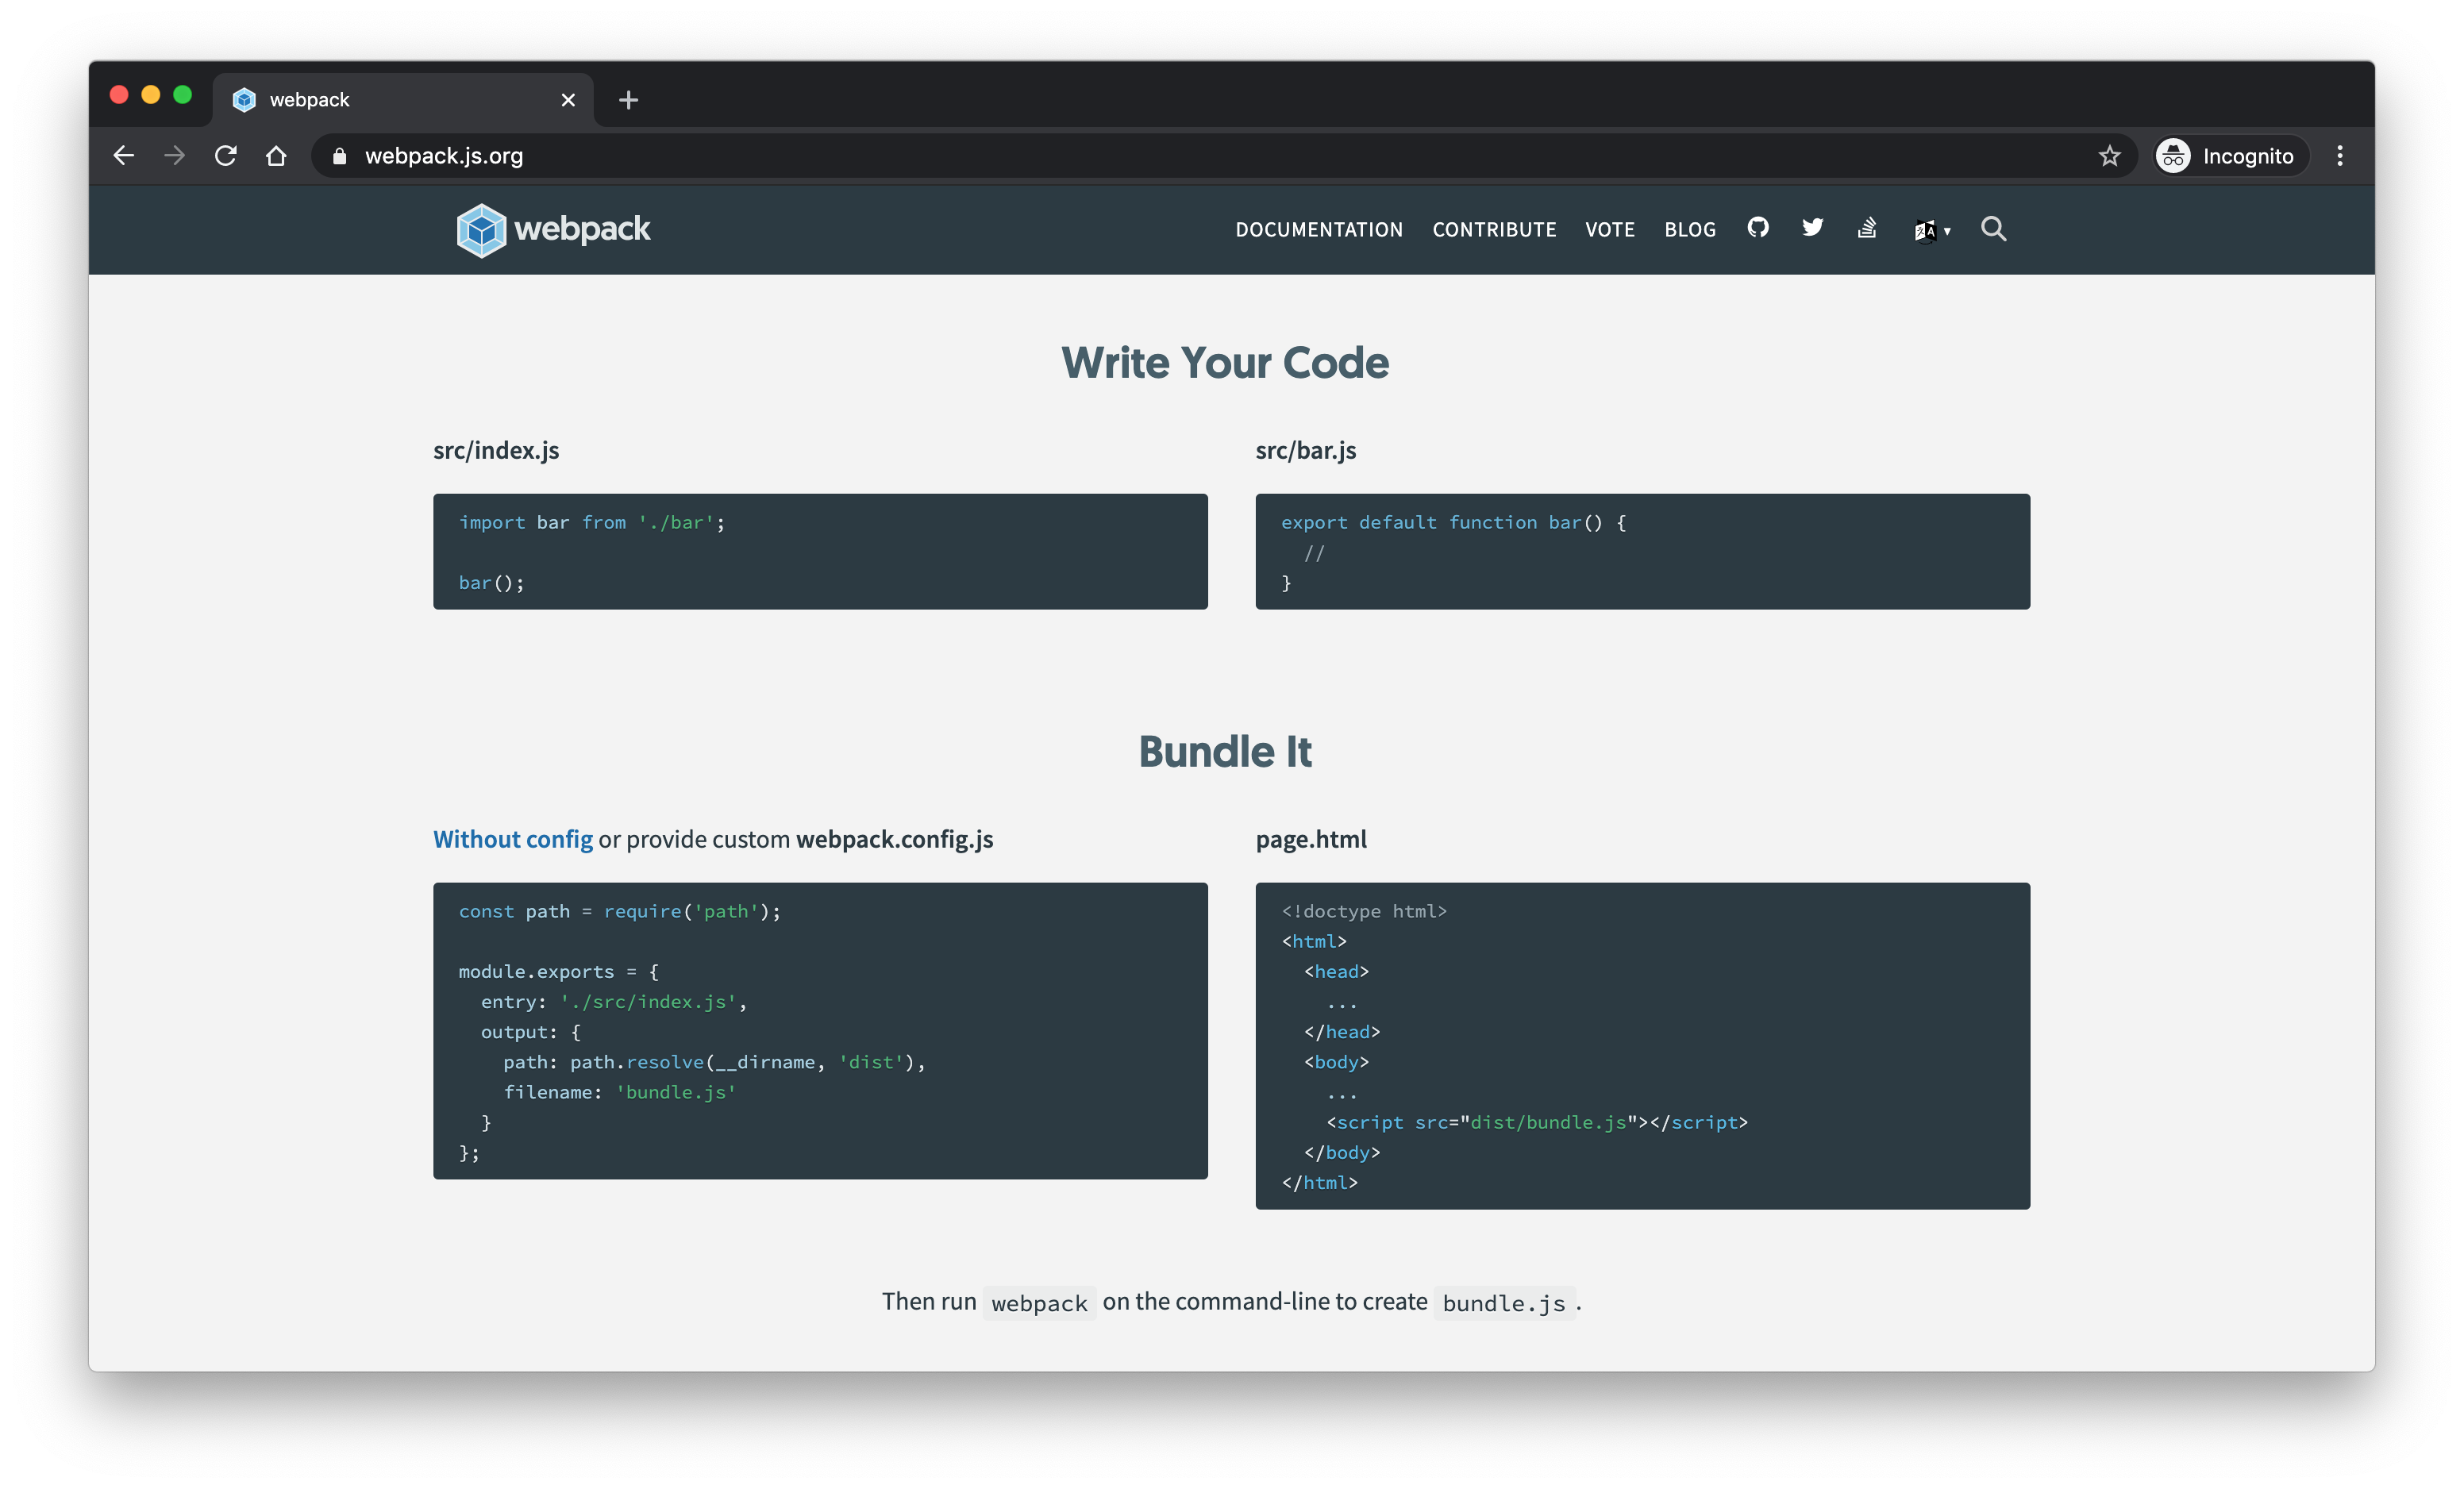 webpack
webpack.js.org
Incognito
webpack
DOCUMENTATION CONTRIBUTE VOTE BLOG
Write Your Code
src/index.js
import bar from './bar';

bar();
src/bar.js
export default function bar() {
  //
}
Bundle It
Without config or provide custom webpack.config.js
const path = require('path');

module.exports = {
  entry: './src/index.js',
  output: {
    path: path.resolve(__dirname, 'dist'),
    filename: 'bundle.js'
  }
};
page.html
<!doctype html>
<html>
  <head>
    ...
  </head>
  <body>
    ...
    <script src="dist/bundle.js"></script>
  </body>
</html>
Then run webpack on the command-line to create bundle.js.